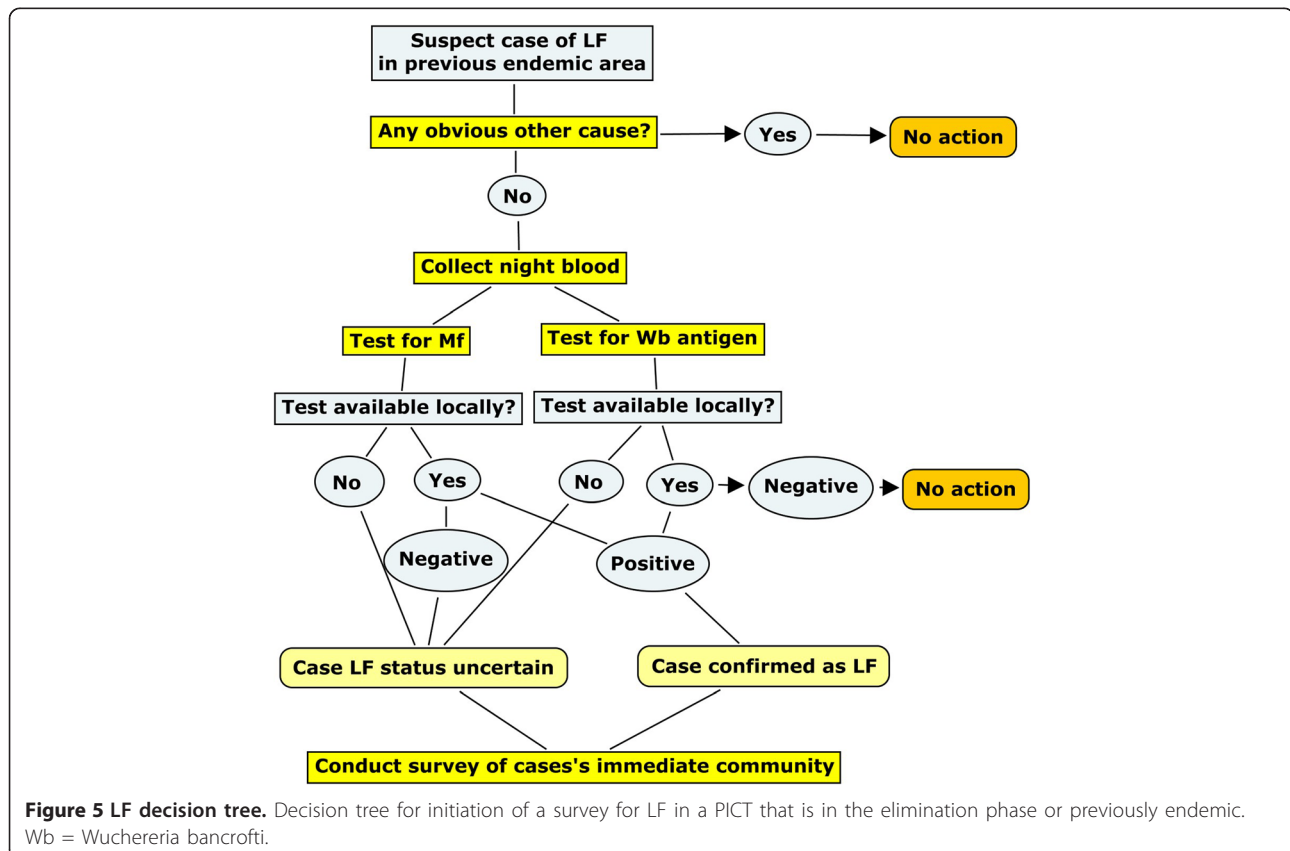 Suspect case of LF
in previous endemic area
Any obvious other cause?
Yes
No action
No
Collect night blood
Test for Mf
Test for Wb antigen
Test available locally?
Test available locally?
No
Yes
No
Yes
Negative
No action
Negative
Positive
Case LF status uncertain
Case confirmed as LF
Conduct survey of cases's immediate community
Figure 5 LF decision tree. Decision tree for initiation of a survey for LF in a PICT that is in the elimination phase or previously endemic.
Wb = Wuchereria bancrofti.